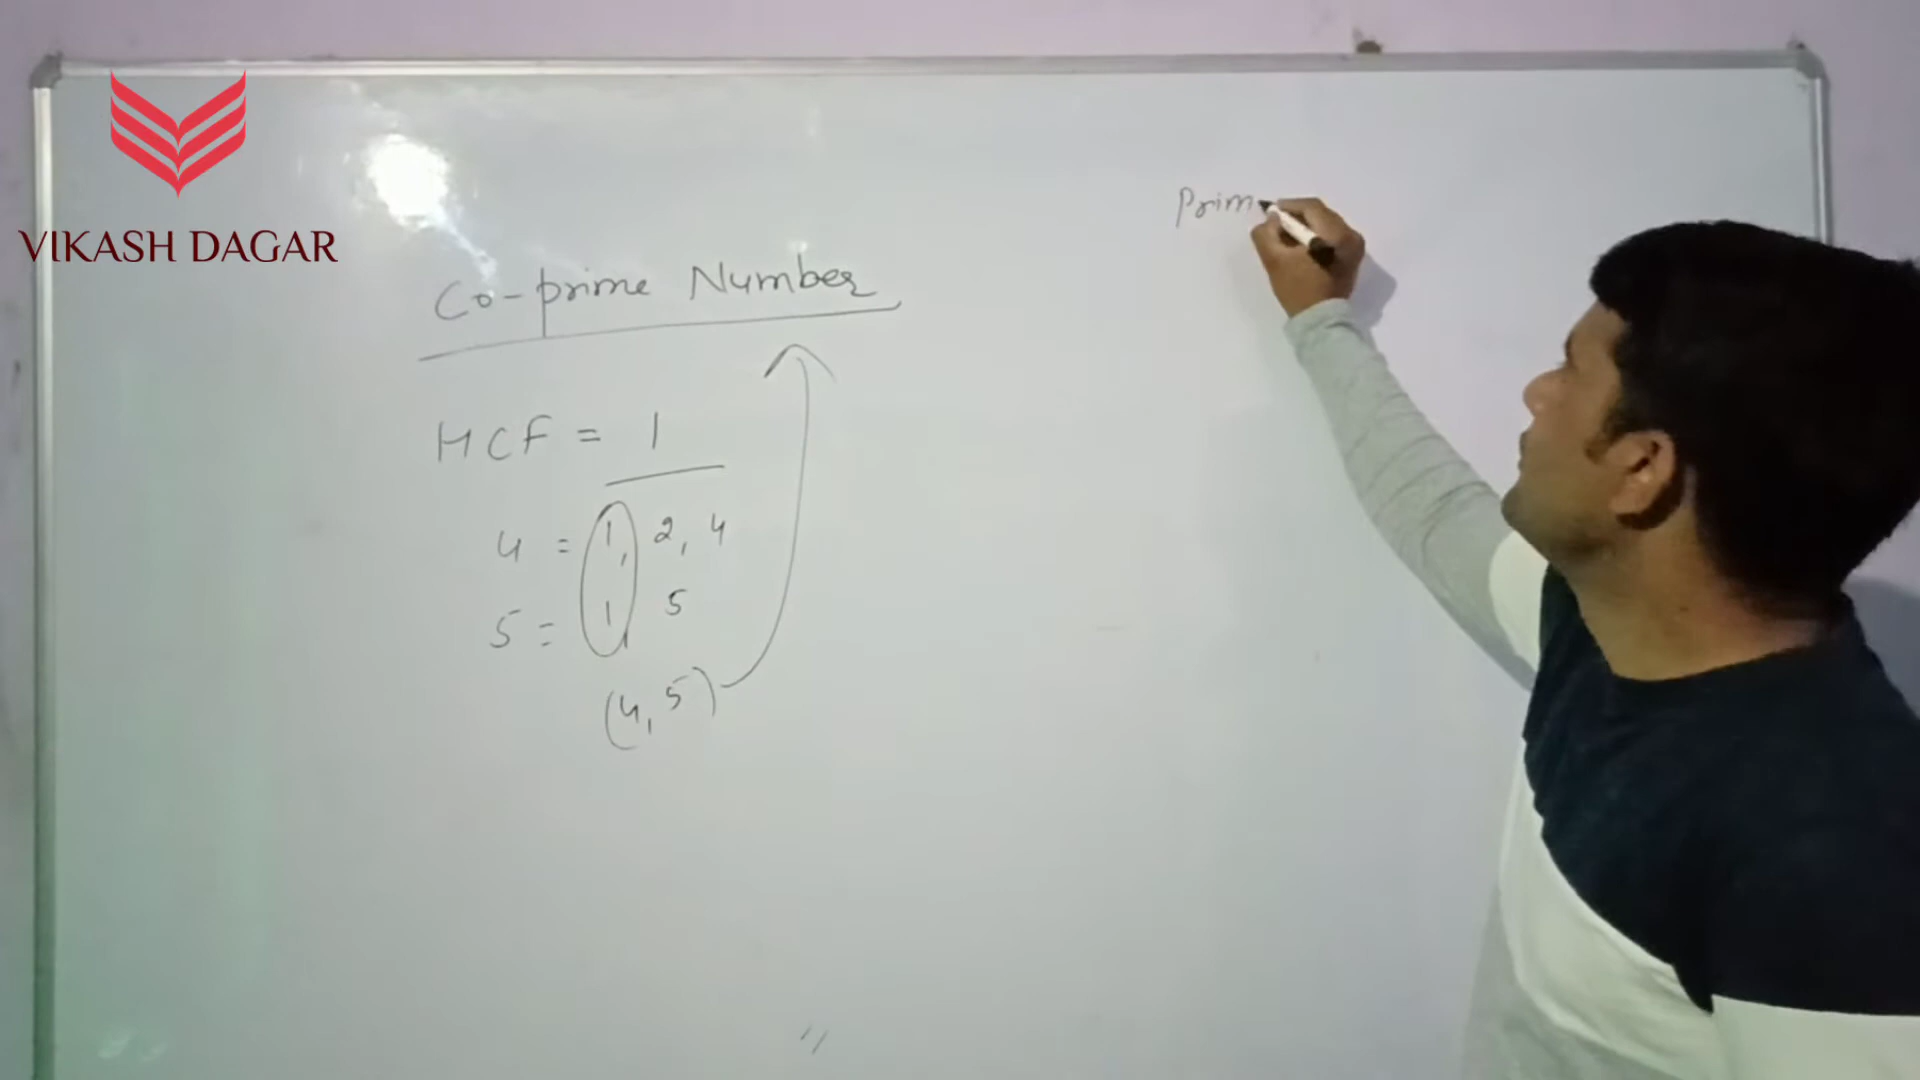 VIKASH DAGAR
Co-prime Number
HCF = 1
4 = 1, 2, 4
5 = 1, 5
(4, 5)
Prim